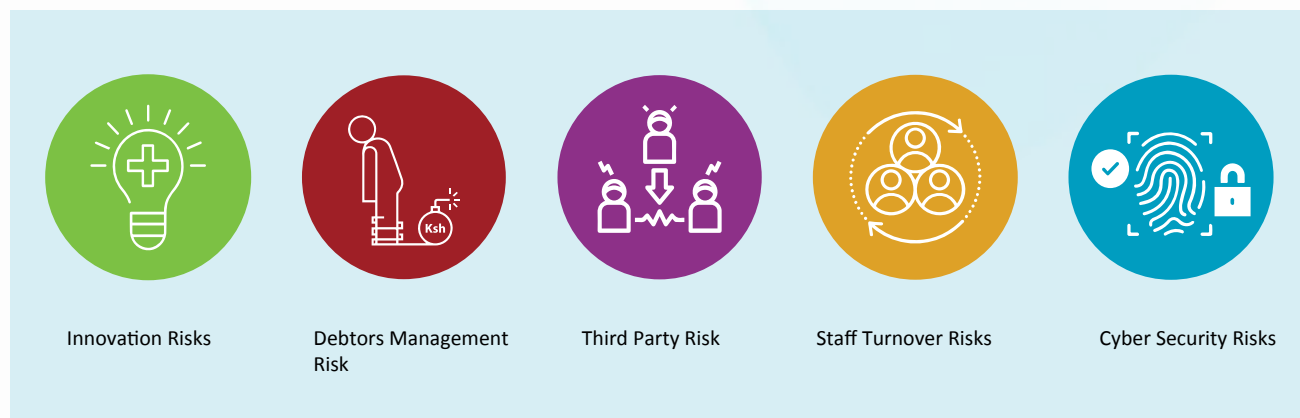 Ksh
Innovation Risks
Debtors Management
Risk
Third Party Risk
Staff Turnover Risks
Cyber Security Risks